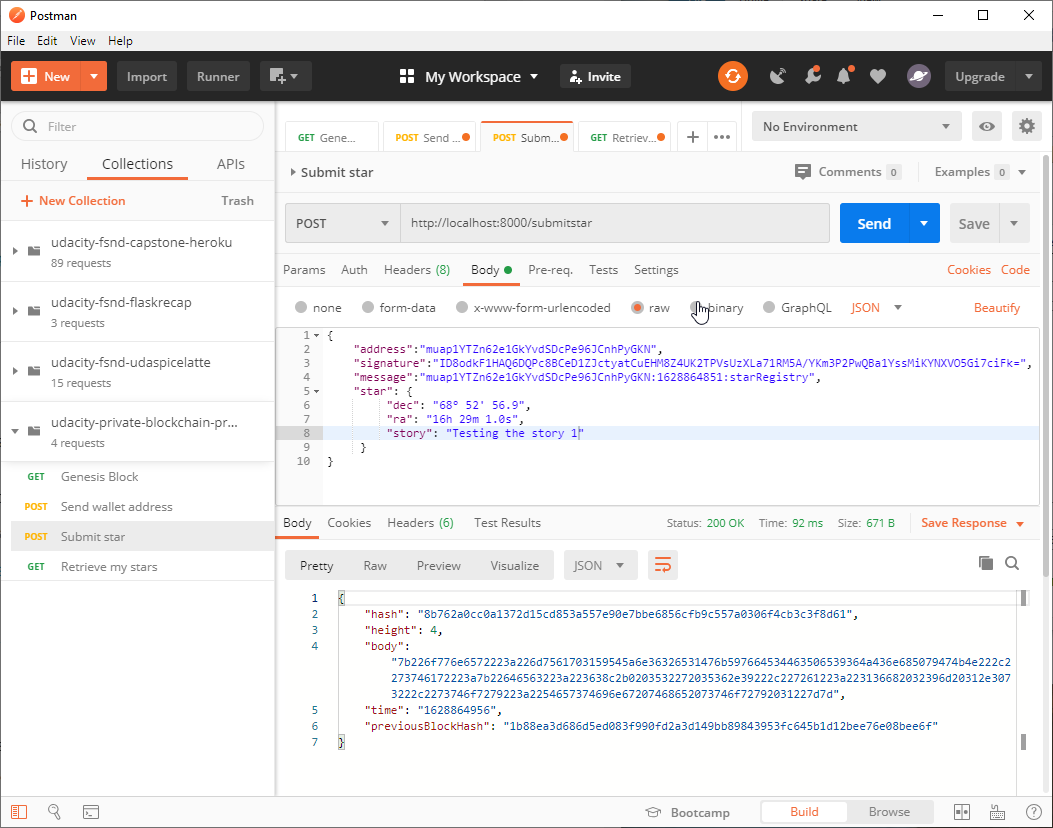 Postman
File Edit View Help
New Import Runner My Workspace Invite Upgrade
Filter
History Collections APIs
New Collection Trash
udacity-fsnd-capstone-heroku
89 requests
udacity-fsnd-flaskrecap
3 requests
udacity-fsnd-udaspicelatte
15 requests
udacity-private-blockchain-pr...
4 requests
GET Genesis Block
POST Send wallet address
POST Submit star
GET Retrieve my stars
GET Gene... POST Send ... POST Subm... GET Retriev...
No Environment
Submit star
Comments 0 Examples 0
POST http://localhost:8000/submitstar Send Save
Params Auth Headers (8) Body Pre-req. Tests Settings Cookies Code
none form-data x-www-form-urlencoded raw binary GraphQL JSON Beautify
1 {
2 "address":"muap1YTZn62e1GkYvdSDcPe96JCnhPyGKN",
3 "signature":"ID8odkF1HAQ6DQPc8BCeD1ZJctyatCuEHM8Z4UK2TPVsUzXLa71RM5A/YKm3P2PwQBa1YssMiKYNXVO5Gi7ciFk=",
4 "message":"muap1YTZn62e1GkYvdSDcPe96JCnhPyGKN:1628864851:starRegistry",
5 "star": {
6 "dec": "68° 52' 56.9",
7 "ra": "16h 29m 1.0s",
8 "story": "Testing the story 1"
9 }
10 }
Body Cookies Headers (6) Test Results Status: 200 OK Time: 92 ms Size: 671 B Save Response
Pretty Raw Preview Visualize JSON
1 {
2 "hash": "8b762a0cc0a1372d15cd853a557e90e7bbe6856cfb9c557a0306f4cb3c3f8d61",
3 "height": 4,
4 "body":
"7b226f776e6572223a226d7561703159545a6e36326531476b597664534463506539364a436e685079474b4e222c2
273746172223a7b22646563223a223638c2b0203532272035362e39222c227261223a223136682032396d20312e307
3222c2273746f7279223a2254657374696e67207468652073746f72792031227d7d",
5 "time": "1628864956",
6 "previousBlockHash": "1b88ea3d686d5ed083f990fd2a3d149bb89843953fc645b1d12bee76e08bee6f"
7 }
Bootcamp Build Browse